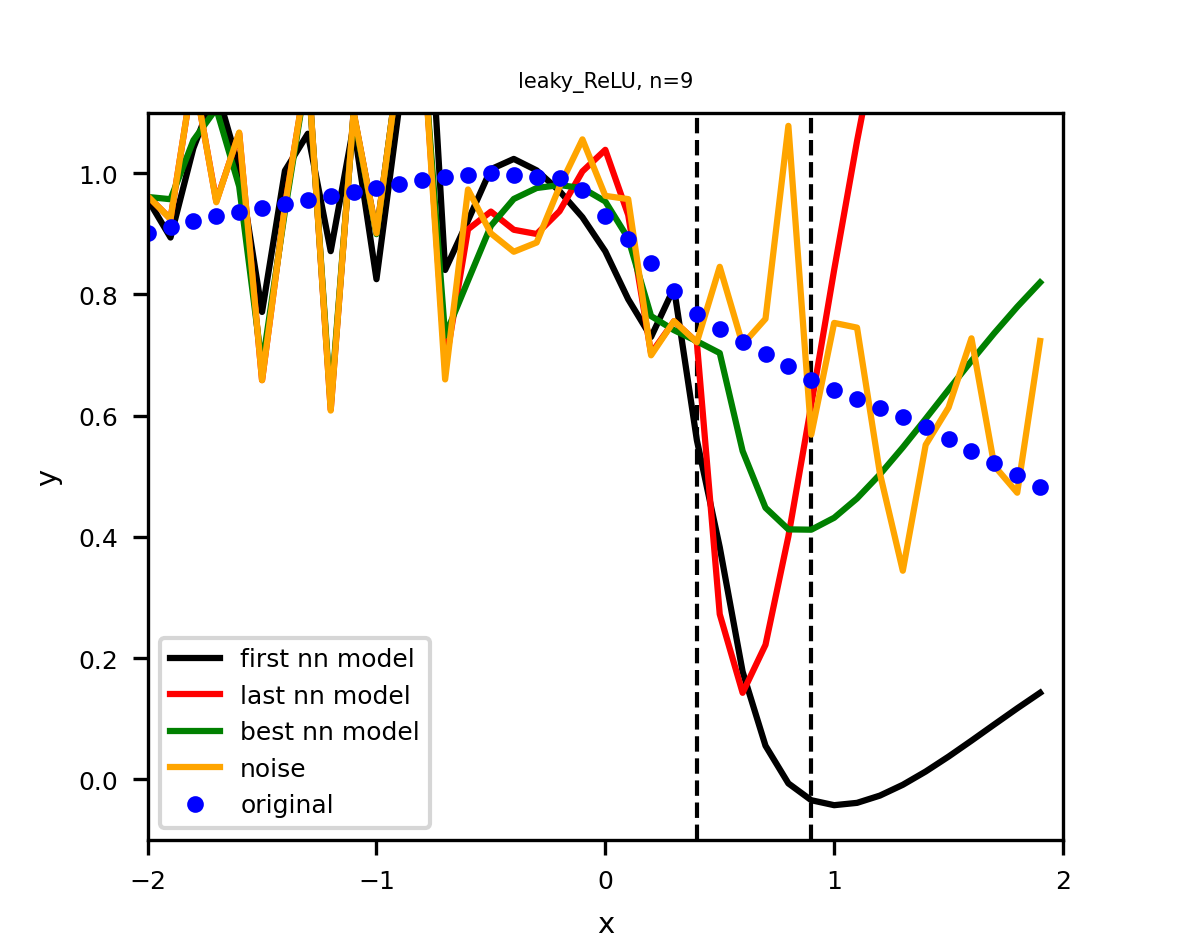 leaky_ReLU, n=9
1.0
0.8
0.6
0.4
0.2
0.0
y
first nn model
last nn model
best nn model
noise
original
−2
−1
0
1
2
x